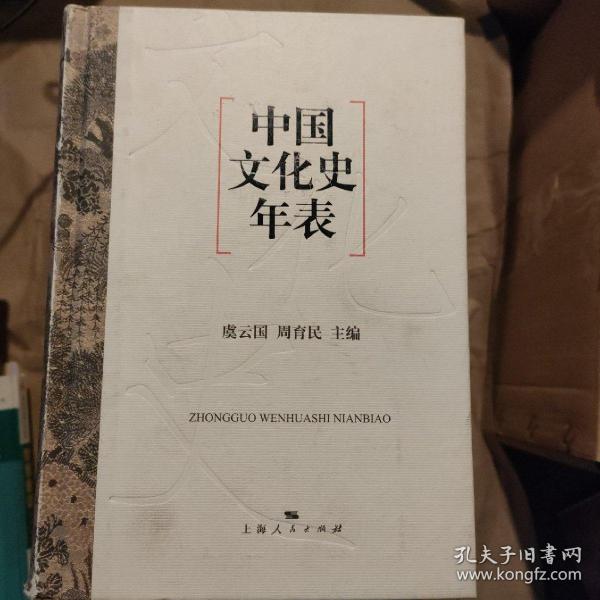 中国
文化史
年表
虞云国 周育民 主编
ZHONGGUO WENHUASHI NIANBIAO
上海人民出版社
孔夫子旧书网
www.kongfz.com